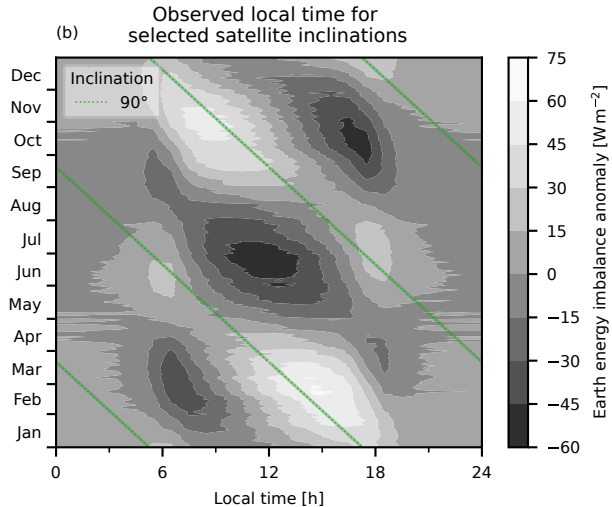 (b)
Observed local time for
selected satellite inclinations
Inclination
90°
Dec
Nov
Oct
Sep
Aug
Jul
Jun
May
Apr
Mar
Feb
Jan
0
6
12
18
24
Local time [h]
75
60
45
30
15
0
−15
−30
−45
−60
Earth energy imbalance anomaly [W m⁻²]